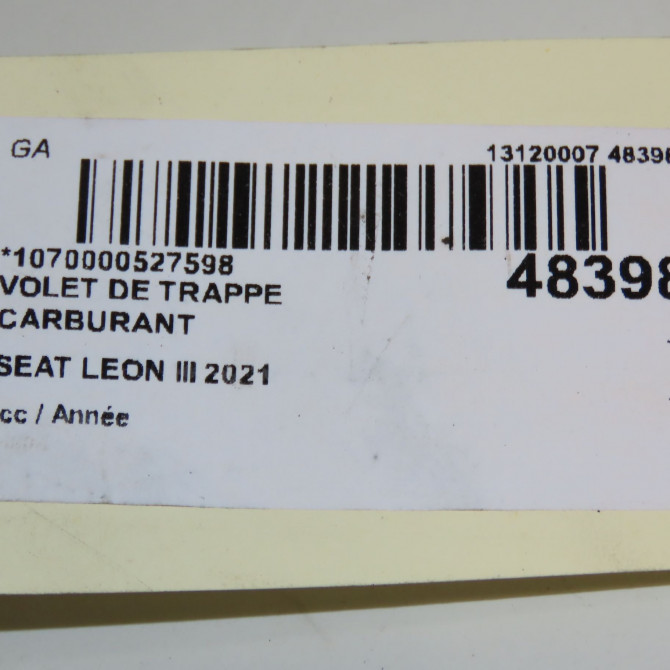 GA
13120007 48398
*1070000527598
48398
VOLET DE TRAPPE
CARBURANT
SEAT LEON III 2021
cc / Année